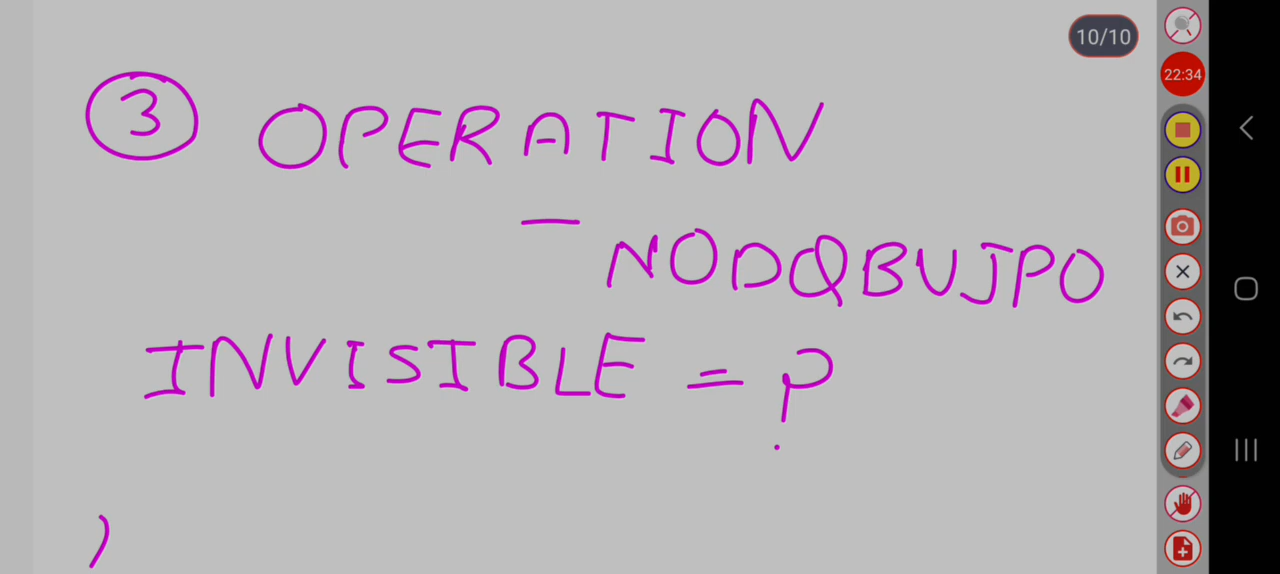 10/10
22:34
3 OPERATION
— NODQBUJPO
INVISIBLE = ?
)